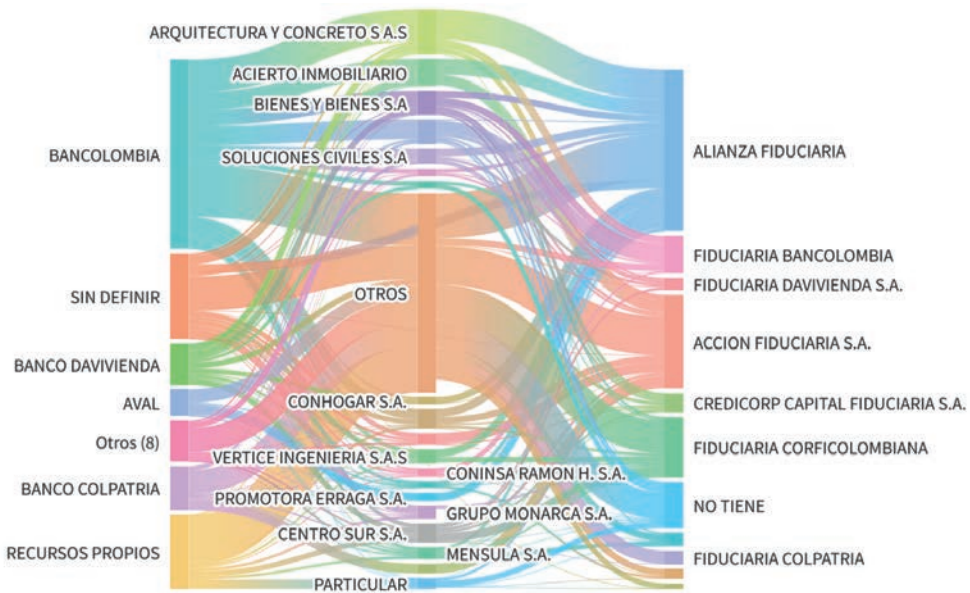 BANCOLOMBIA
SIN DEFINIR
BANCO DAVIVIENDA
AVAL
Otros (8)
BANCO COLPATRIA
RECURSOS PROPIOS
ARQUITECTURA Y CONCRETO S A.S
ACIERTO INMOBILIARIO
BIENES Y BIENES S.A
SOLUCIONES CIVILES S.A
OTROS
CONHOGAR S.A.
VERTICE INGENIERIA S.A.S
CONINSA RAMON H. S.A.
PROMOTORA ERRAGA S.A.
GRUPO MONARCA S.A.
CENTRO SUR S.A.
MENSULA S.A.
PARTICULAR
ALIANZA FIDUCIARIA
FIDUCIARIA BANCOLOMBIA
FIDUCIARIA DAVIVIENDA S.A.
ACCION FIDUCIARIA S.A.
CREDICORP CAPITAL FIDUCIARIA S.A.
FIDUCIARIA CORFICOLOMBIANA
NO TIENE
FIDUCIARIA COLPATRIA